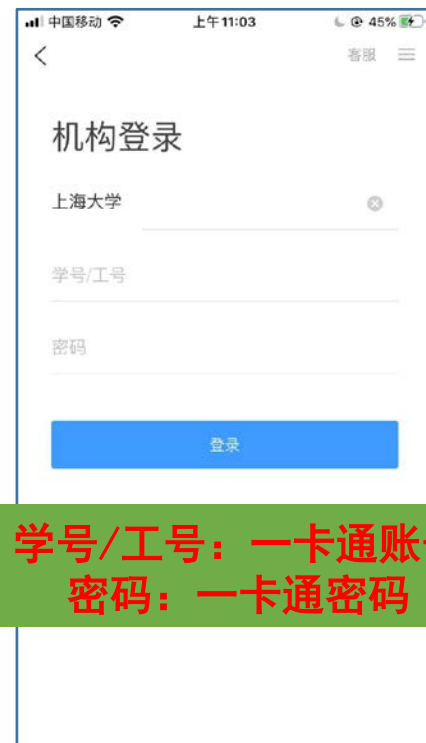 中国移动 上午11:03 45%
客服
机构登录
上海大学
学号/工号
密码
登录
学号/工号：一卡通账
密码：一卡通密码